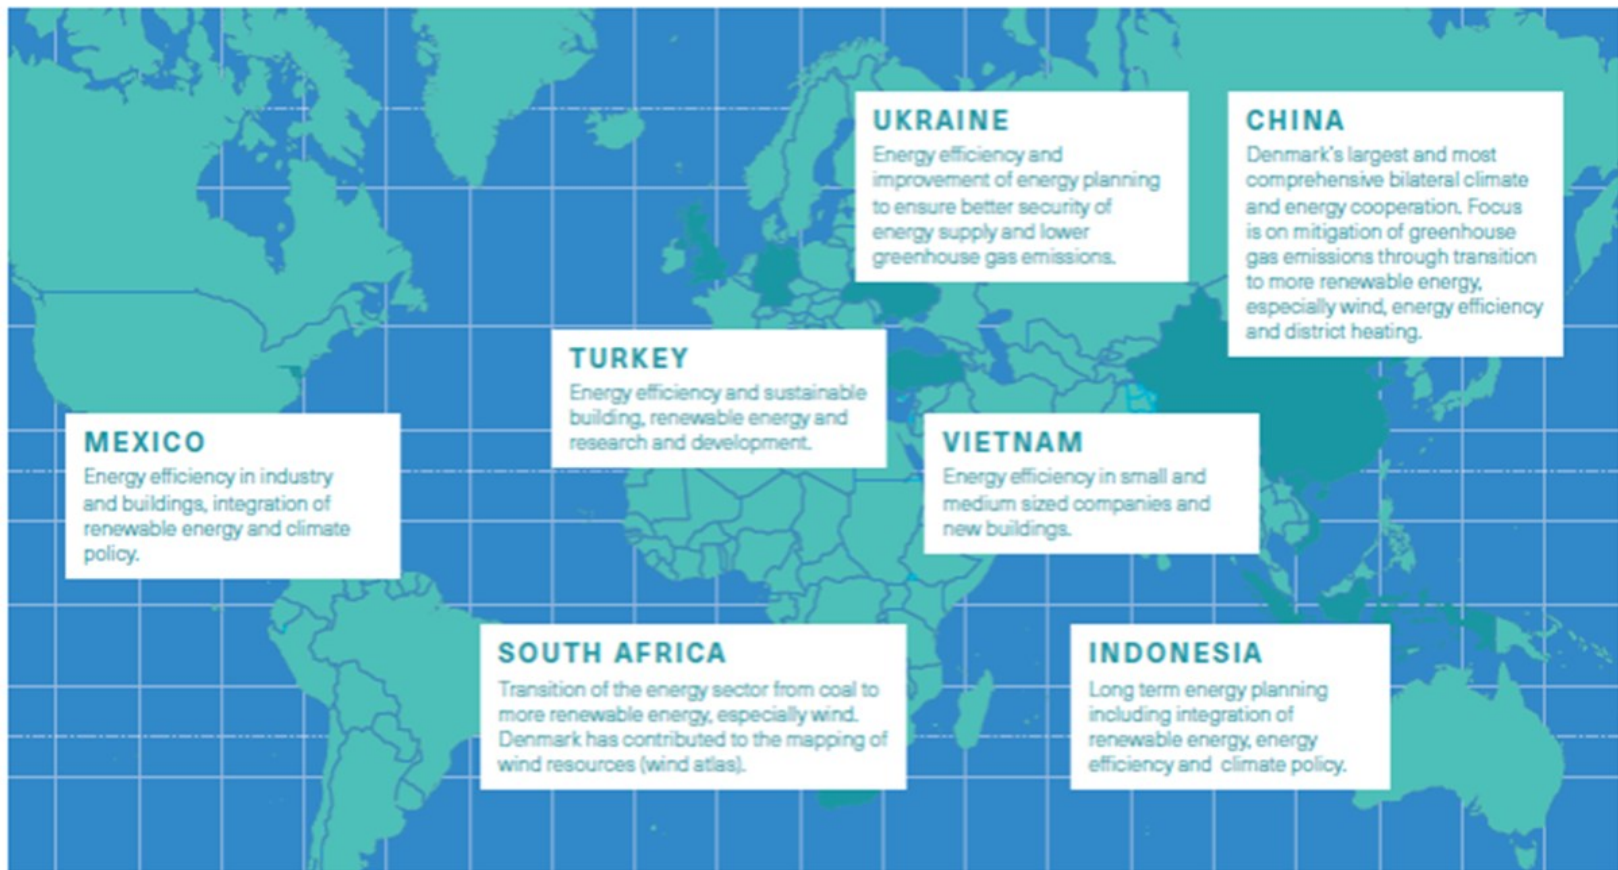 UKRAINE
Energy efficiency and
improvement of energy planning
to ensure better security of
energy supply and lower
greenhouse gas emissions.
CHINA
Denmark's largest and most
comprehensive bilateral climate
and energy cooperation. Focus
is on mitigation of greenhouse
gas emissions through transition
to more renewable energy,
especially wind, energy efficiency
and district heating.
TURKEY
Energy efficiency and sustainable
building, renewable energy and
research and development.
MEXICO
Energy efficiency in industry
and buildings, integration of
renewable energy and climate
policy.
VIETNAM
Energy efficiency in small and
medium sized companies and
new buildings.
SOUTH AFRICA
Transition of the energy sector from coal to
more renewable energy, especially wind.
Denmark has contributed to the mapping of
wind resources (wind atlas).
INDONESIA
Long term energy planning
including integration of
renewable energy, energy
efficiency and climate policy.